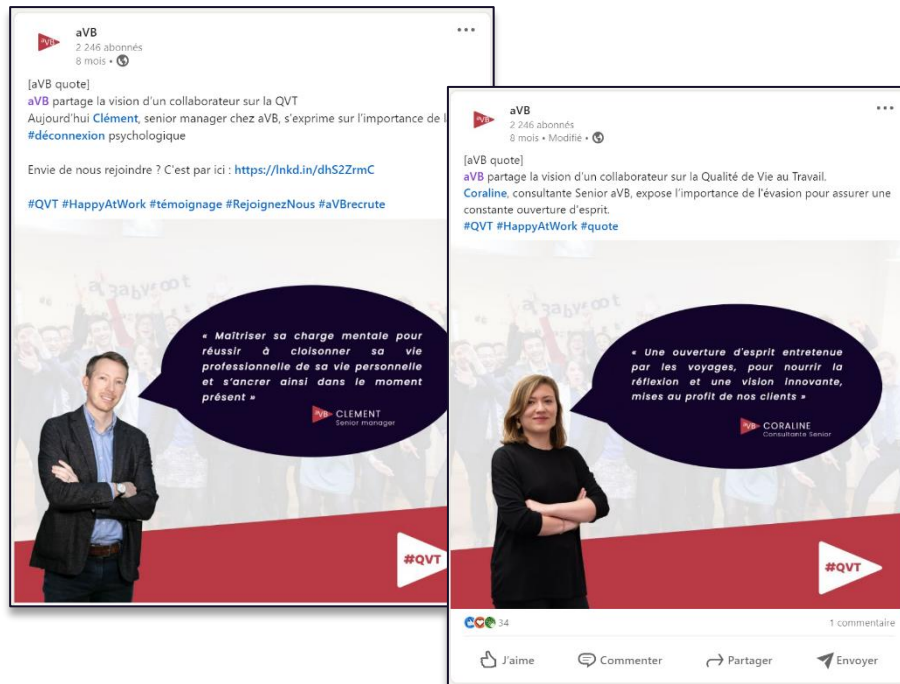 aVB
2 246 abonnés
8 mois •
[aVB quote]
aVB partage la vision d'un collaborateur sur la QVT
Aujourd'hui Clément, senior manager chez aVB, s'exprime sur l'importance de
#déconnexion psychologique
Envie de nous rejoindre ? C'est par ici : https://lnkd.in/dhS2ZrmC
#QVT #HappyAtWork #témoignage #RejoignezNous #aVBrecrute
« Maîtriser sa charge mentale pour
réussir à cloisonner sa vie
professionnelle de sa vie personnelle
et s'ancrer ainsi dans le moment
présent »
aVB CLEMENT
Senior manager
#QVT
aVB
2 246 abonnés
8 mois • Modifié •
[aVB quote]
aVB partage la vision d'un collaborateur sur la Qualité de Vie au Travail.
Coraline, consultante Senior aVB, expose l'importance de l'évasion pour assurer une
constante ouverture d'esprit.
#QVT #HappyAtWork #quote
« Une ouverture d'esprit entretenue
par les voyages, pour nourrir la
réflexion et une vision innovante,
mises au profit de nos clients »
aVB CORALINE
Consultante Senior
#QVT
34
1 commentaire
J'aime
Commenter
Partager
Envoyer